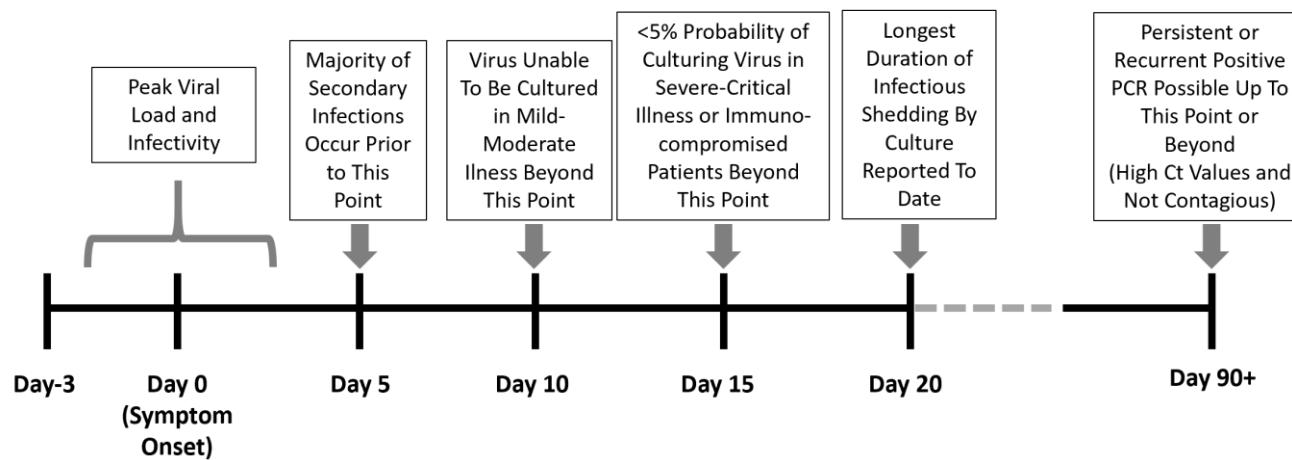 Peak Viral
Load and
Infectivity
Majority of
Secondary
Infections
Occur Prior
to This
Point
Virus Unable
To Be Cultured
in Mild-
Moderate
Illness Beyond
This Point
<5% Probability of
Culturing Virus in
Severe-Critical
Illness or Immuno-
compromised
Patients Beyond
This Point
Longest
Duration of
Infectious
Shedding By
Culture
Reported To
Date
Persistent or
Recurrent Positive
PCR Possible Up To
This Point or
Beyond
(High Ct Values and
Not Contagious)
Day-3
Day 0
(Symptom
Onset)
Day 5
Day 10
Day 15
Day 20
Day 90+